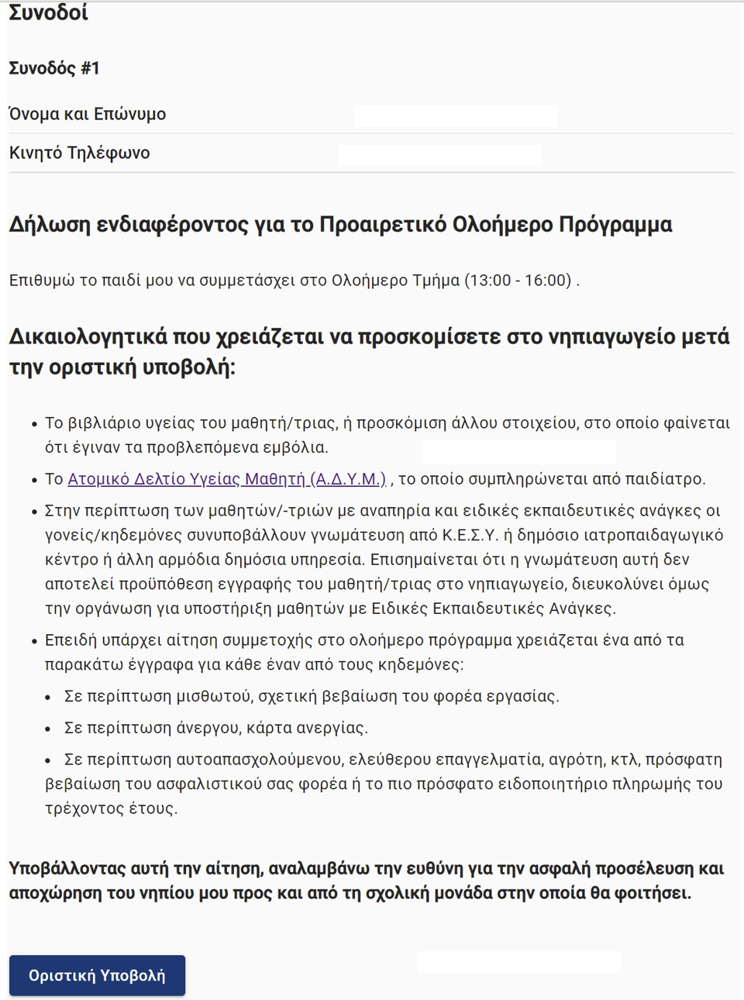 Συνοδοί
Συνοδός #1
Όνομα και Επώνυμο
Κινητό Τηλέφωνο
Δήλωση ενδιαφέροντος για το Προαιρετικό Ολοήμερο Πρόγραμμα
Επιθυμώ το παιδί μου να συμμετάσχει στο Ολοήμερο Τμήμα (13:00 - 16:00) .
Δικαιολογητικά που χρειάζεται να προσκομίσετε στο νηπιαγωγείο μετά
την οριστική υποβολή:
• Το βιβλιάριο υγείας του μαθητή/τριας, ή προσκόμιση άλλου στοιχείου, στο οποίο φαίνεται
ότι έγιναν τα προβλεπόμενα εμβόλια.
• Το Ατομικό Δελτίο Υγείας Μαθητή (Α.Δ.Υ.Μ.) , το οποίο συμπληρώνεται από παιδίατρο.
• Στην περίπτωση των μαθητών/-τριών με αναπηρία και ειδικές εκπαιδευτικές ανάγκες οι
γονείς/κηδεμόνες συνυποβάλλουν γνωμάτευση από Κ.Ε.Σ.Υ. ή δημόσιο ιατροπαιδαγωγικό
κέντρο ή άλλη αρμόδια δημόσια υπηρεσία. Επισημαίνεται ότι η γνωμάτευση αυτή δεν
αποτελεί προϋπόθεση εγγραφής του μαθητή/τριας στο νηπιαγωγείο, διευκολύνει όμως
την οργάνωση για υποστήριξη μαθητών με Ειδικές Εκπαιδευτικές Ανάγκες.
• Επειδή υπάρχει αίτηση συμμετοχής στο ολοήμερο πρόγραμμα χρειάζεται ένα από τα
παρακάτω έγγραφα για κάθε έναν από τους κηδεμόνες:
• Σε περίπτωση μισθωτού, σχετική βεβαίωση του φορέα εργασίας.
• Σε περίπτωση άνεργου, κάρτα ανεργίας.
• Σε περίπτωση αυτοαπασχολούμενου, ελεύθερου επαγγελματία, αγρότη, κτλ, πρόσφατη
βεβαίωση του ασφαλιστικού σας φορέα ή το πιο πρόσφατο ειδοποιητήριο πληρωμής του
τρέχοντος έτους.
Υποβάλλοντας αυτή την αίτηση, αναλαμβάνω την ευθύνη για την ασφαλή προσέλευση και
αποχώρηση του νηπίου μου προς και από τη σχολική μονάδα στην οποία θα φοιτήσει.
Οριστική Υποβολή